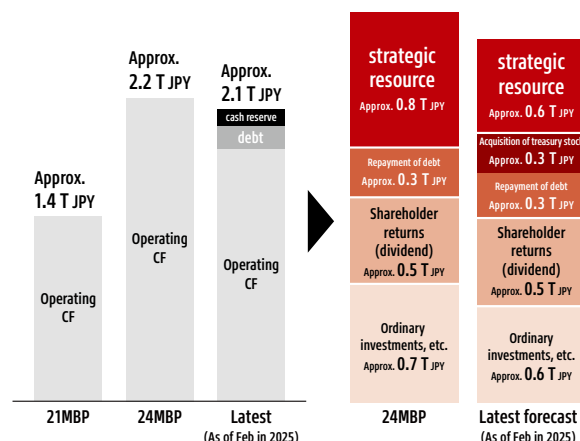 Approx.
1.4 T JPY
Operating
CF
21MBP
Approx.
2.2 T JPY
Operating
CF
24MBP
Approx.
2.1 T JPY
cash reserve
debt
Operating
CF
Latest
(As of Feb in 2025)
strategic
resource
Approx. 0.8 T JPY
Repayment of debt
Approx. 0.3 T JPY
Shareholder
returns
(dividend)
Approx. 0.5 T JPY
Ordinary
investments, etc.
Approx. 0.7 T JPY
24MBP
strategic
resource
Approx. 0.6 T JPY
Acquisition of treasury stock
Approx. 0.3 T JPY
Repayment of debt
Approx. 0.3 T JPY
Shareholder
returns
(dividend)
Approx. 0.5 T JPY
Ordinary
investments, etc.
Approx. 0.6 T JPY
Latest forecast
(As of Feb in 2025)